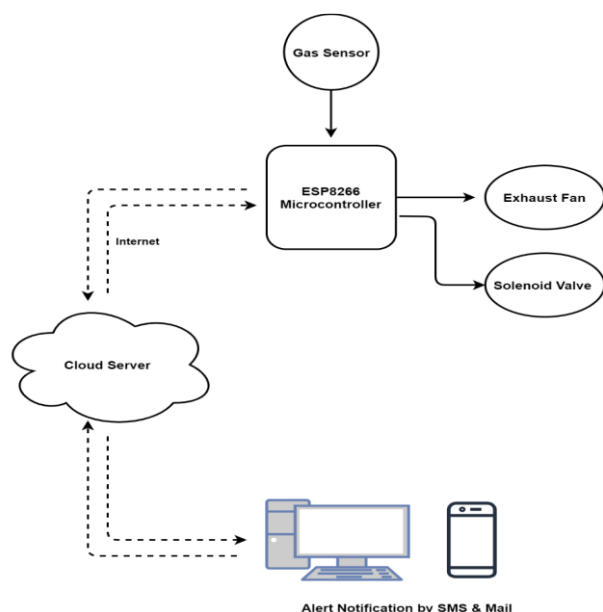 Gas Sensor
ESP8266
Microcontroller
Exhaust Fan
Internet
Solenoid Valve
Cloud Server
Alert Notification by SMS & Mail